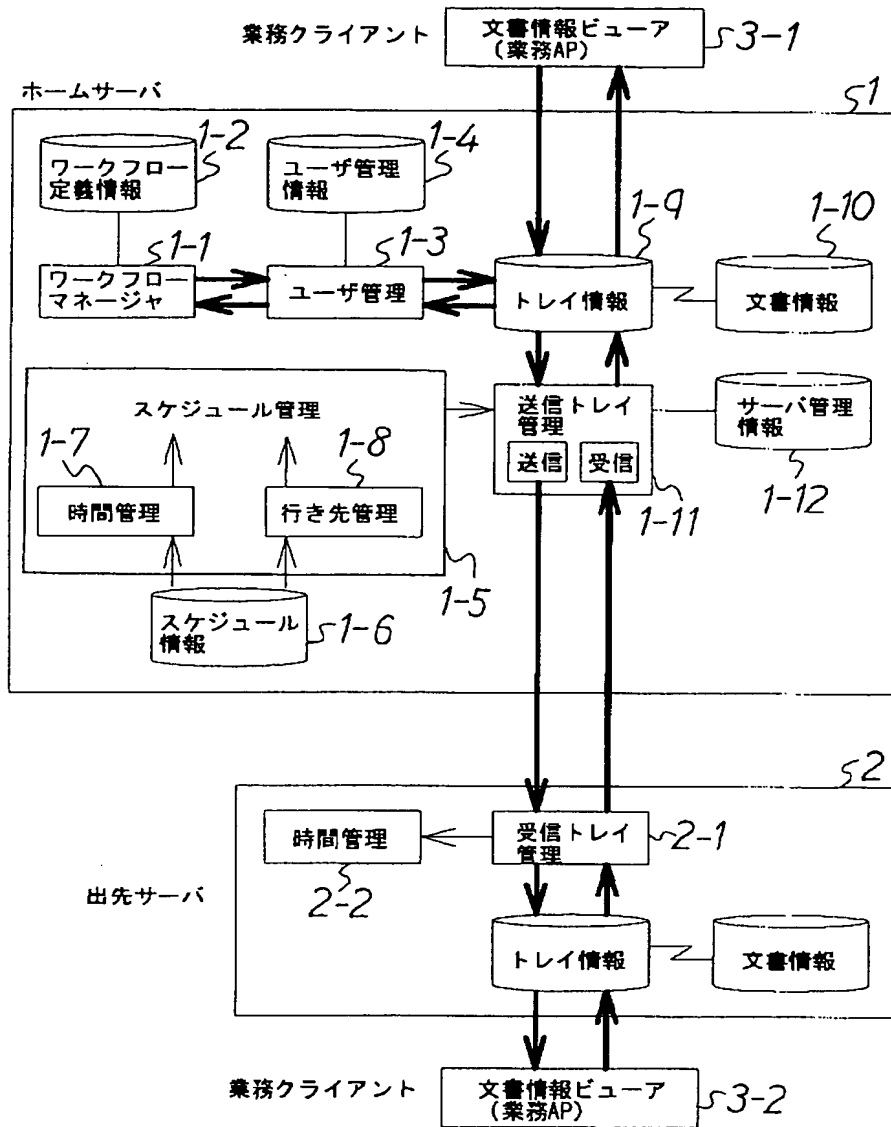 業務クライアント
文書情報ビューア
(業務AP)
3-1
ホームサーバ
S1
1-2
1-4
ワークフロー
定義情報
ユーザ管理
情報
1-9
1-10
1-1
1-3
ワークフロー
マネージャ
ユーザ管理
トレイ情報
文書情報
スケジュール管理
送信トレイ
管理
サーバ管理
情報
1-7
1-8
送信
受信
時間管理
行き先管理
1-11
1-12
1-5
スケジュール
情報
1-6
S2
時間管理
受信トレイ
管理
2-1
2-2
出先サーバ
トレイ情報
文書情報
業務クライアント
文書情報ビューア
(業務AP)
3-2